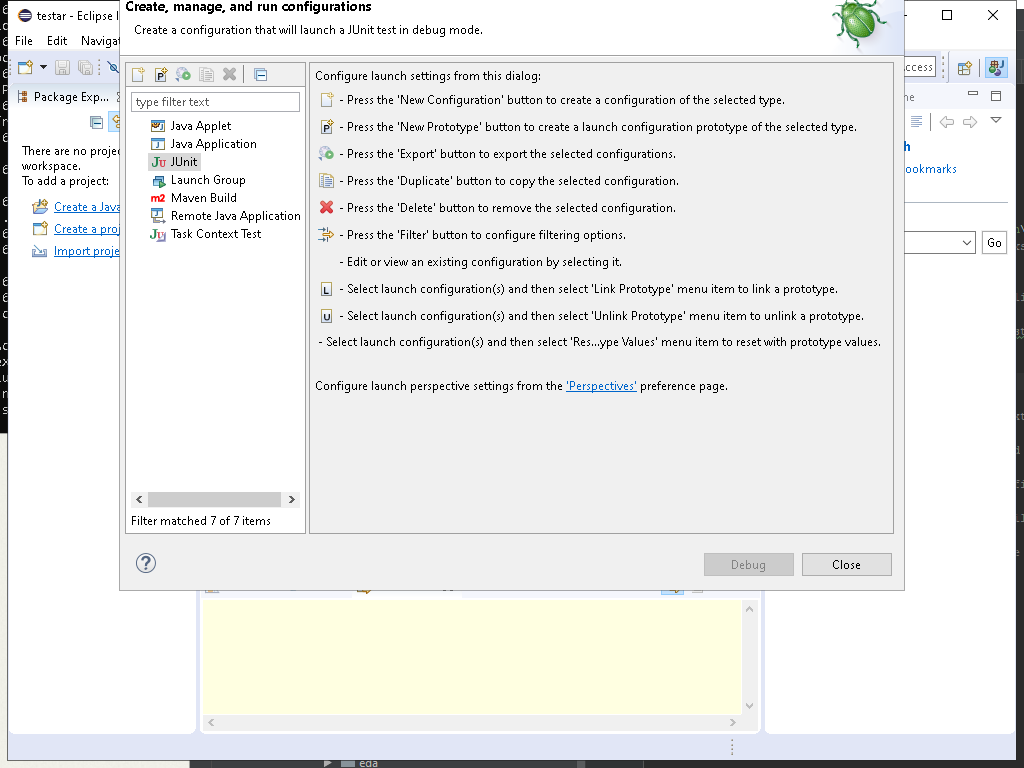 Create, manage, and run configurations
Create a configuration that will launch a JUnit test in debug mode.
testar - Eclipse I
File Edit Navigat
Package Exp...
There are no projec
workspace.
To add a project:
Create a Java
Create a proj
Import proje
type filter text
Java Applet
Java Application
JUnit
Launch Group
Maven Build
Remote Java Application
Task Context Test
Filter matched 7 of 7 items
Configure launch settings from this dialog:
- Press the 'New Configuration' button to create a configuration of the selected type.
- Press the 'New Prototype' button to create a launch configuration prototype of the selected type.
- Press the 'Export' button to export the selected configurations.
- Press the 'Duplicate' button to copy the selected configuration.
- Press the 'Delete' button to remove the selected configuration.
- Press the 'Filter' button to configure filtering options.
- Edit or view an existing configuration by selecting it.
- Select launch configuration(s) and then select 'Link Prototype' menu item to link a prototype.
- Select launch configuration(s) and then select 'Unlink Prototype' menu item to unlink a prototype.
- Select launch configuration(s) and then select 'Res...ype Values' menu item to reset with prototype values.
Configure launch perspective settings from the 'Perspectives' preference page.
Debug
Close
ccess
ne
h
ookmarks
Go
eda